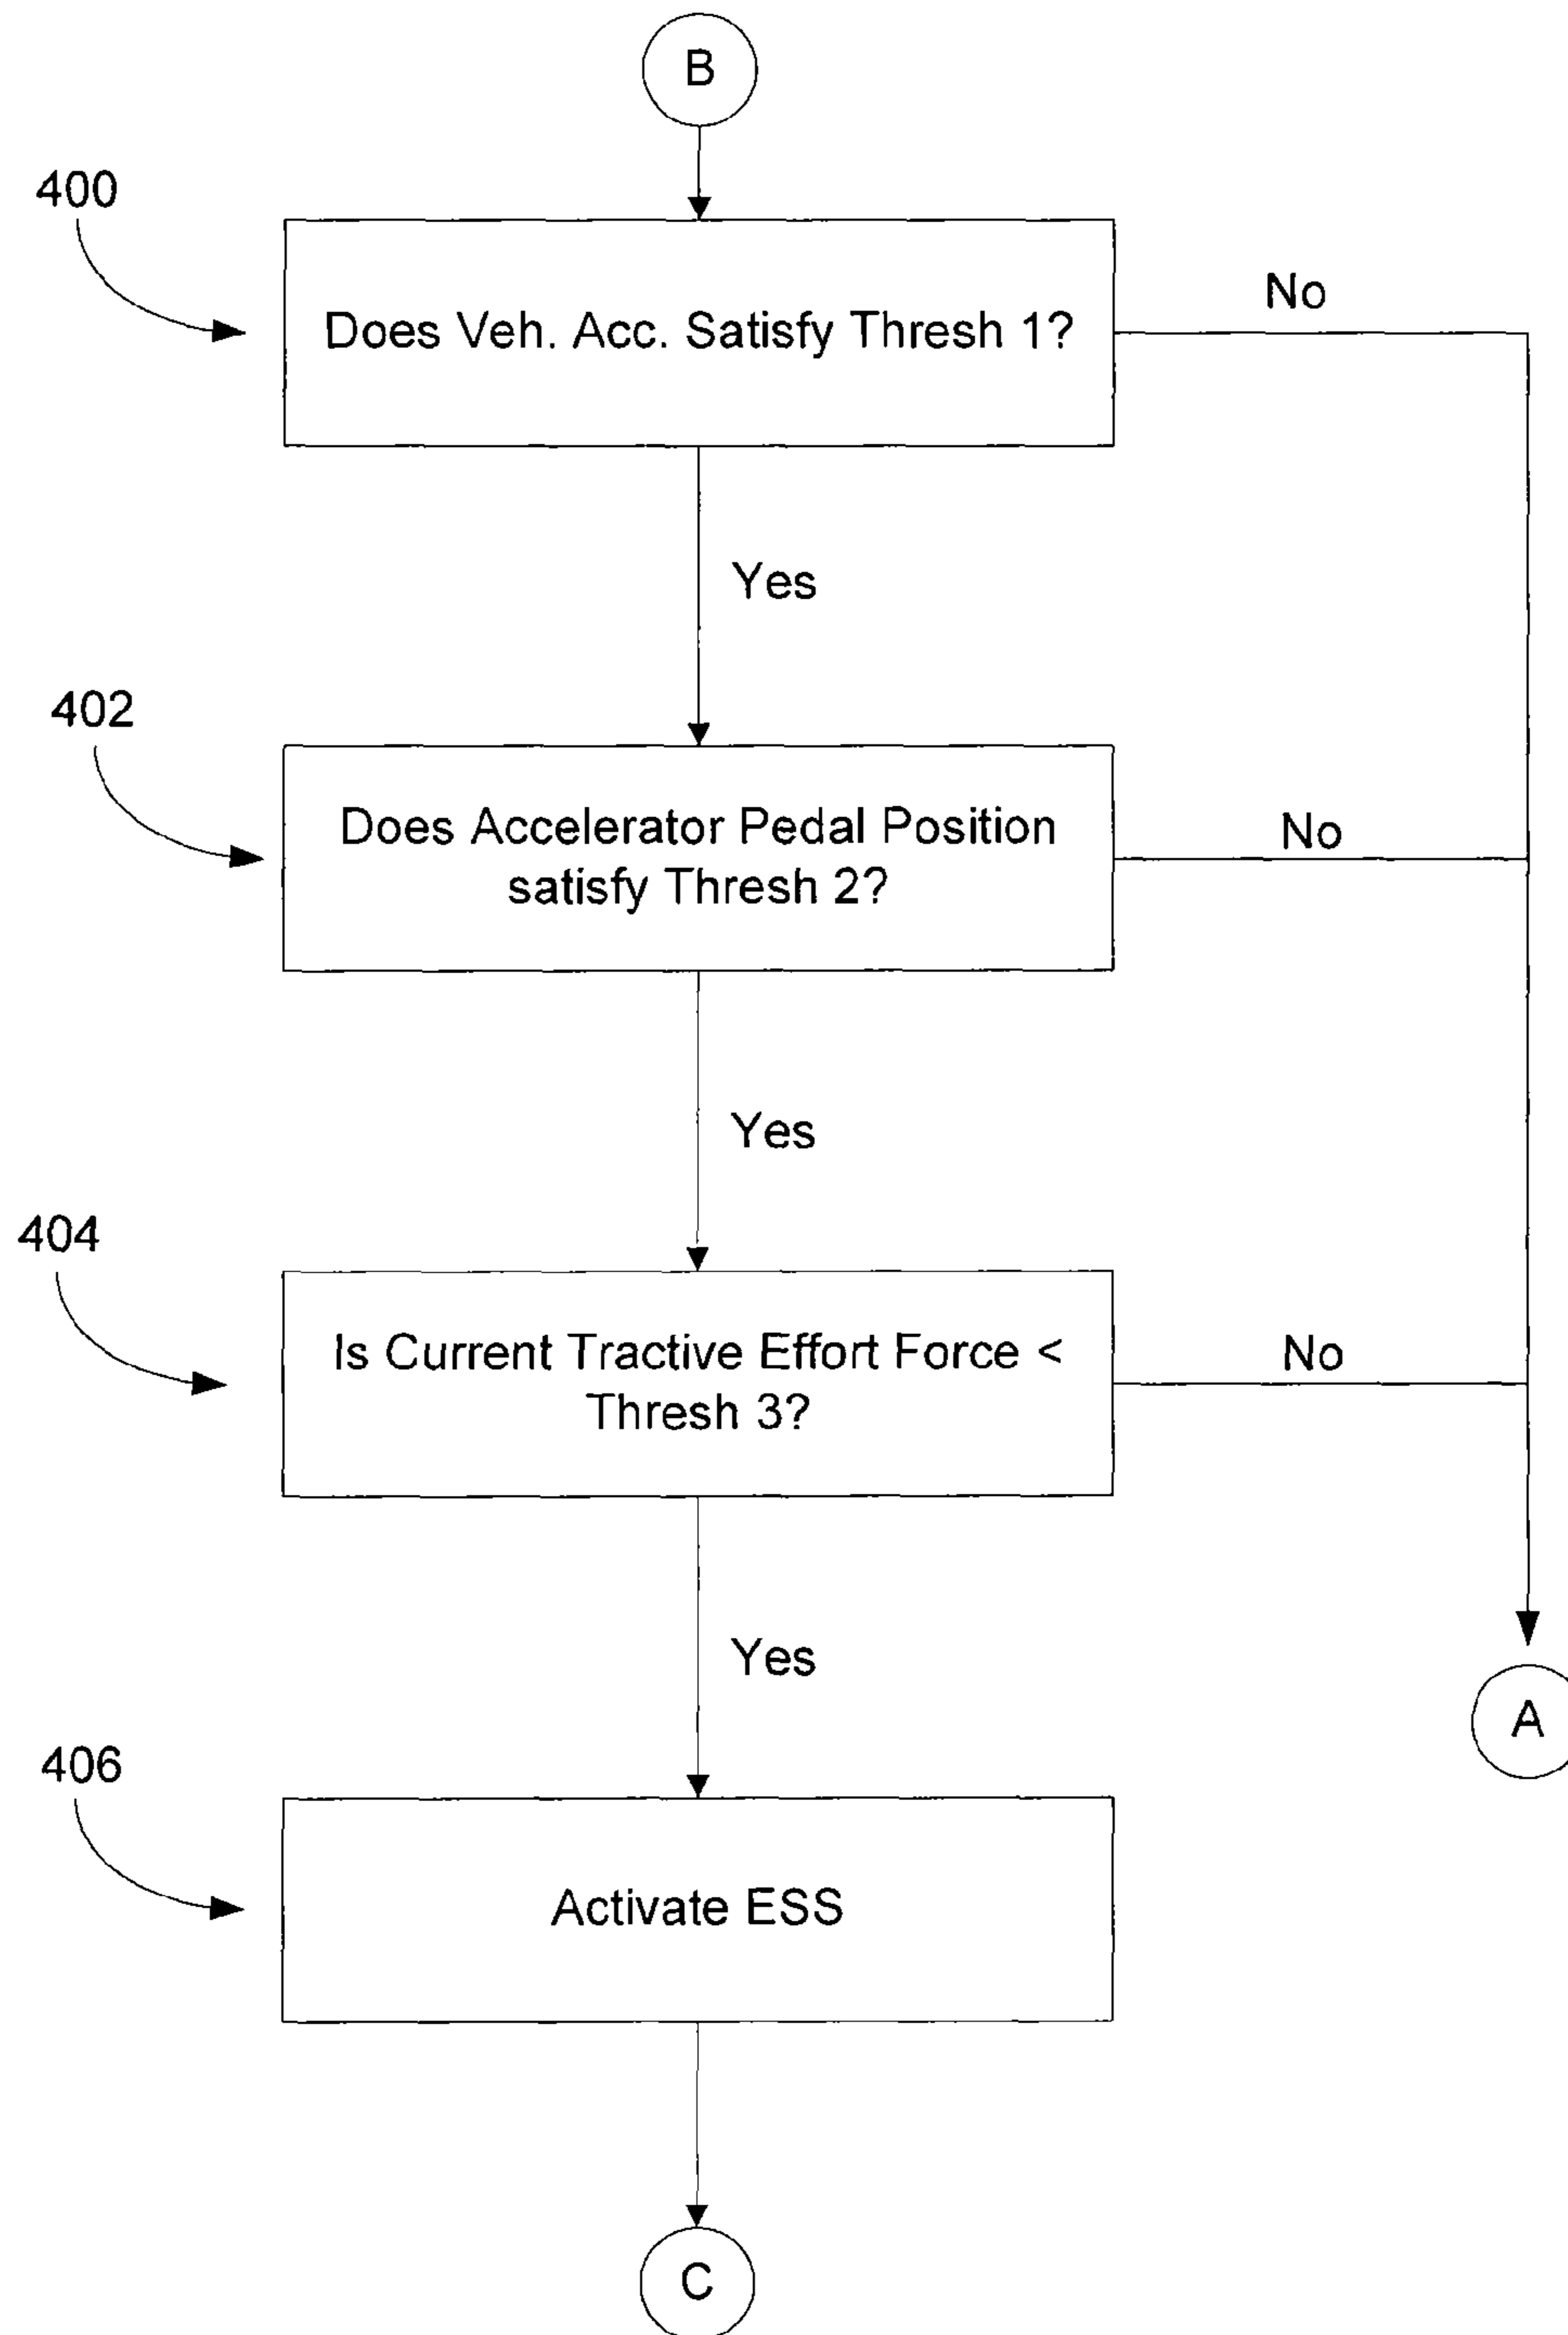 B
400
Does Veh. Acc. Satisfy Thresh 1?
No
Yes
402
Does Accelerator Pedal Position
satisfy Thresh 2?
No
Yes
404
Is Current Tractive Effort Force <
Thresh 3?
No
Yes
A
406
Activate ESS
C